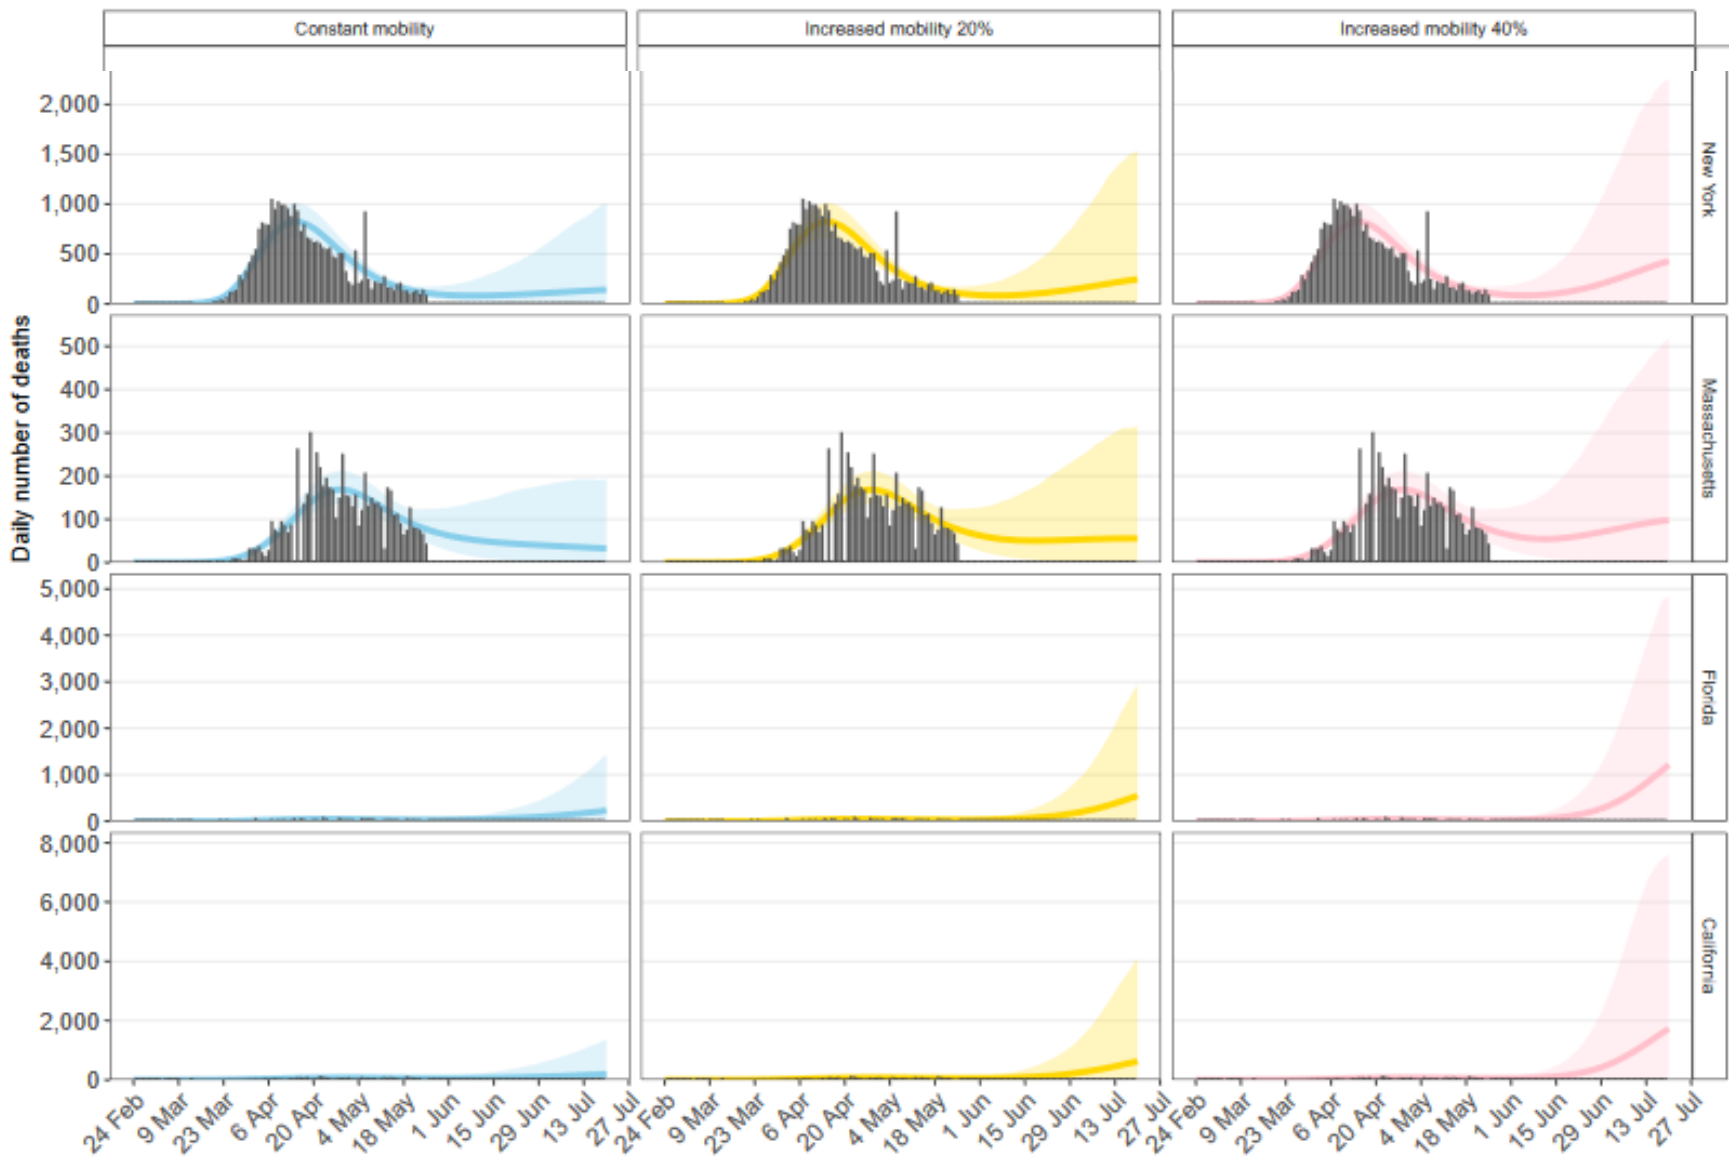 Constant mobility
Increased mobility 20%
Increased mobility 40%
Daily number of deaths
2,000
1,500
1,000
500
0
New York
500
400
300
200
100
0
Massachusetts
5,000
4,000
3,000
2,000
1,000
0
Florida
8,000
6,000
4,000
2,000
0
California
24 Feb
9 Mar
23 Mar
6 Apr
20 Apr
4 May
18 May
1 Jun
15 Jun
29 Jun
13 Jul
27 Jul
24 Feb
9 Mar
23 Mar
6 Apr
20 Apr
4 May
18 May
1 Jun
15 Jun
29 Jun
13 Jul
27 Jul
24 Feb
9 Mar
23 Mar
6 Apr
20 Apr
4 May
18 May
1 Jun
15 Jun
29 Jun
13 Jul
27 Jul